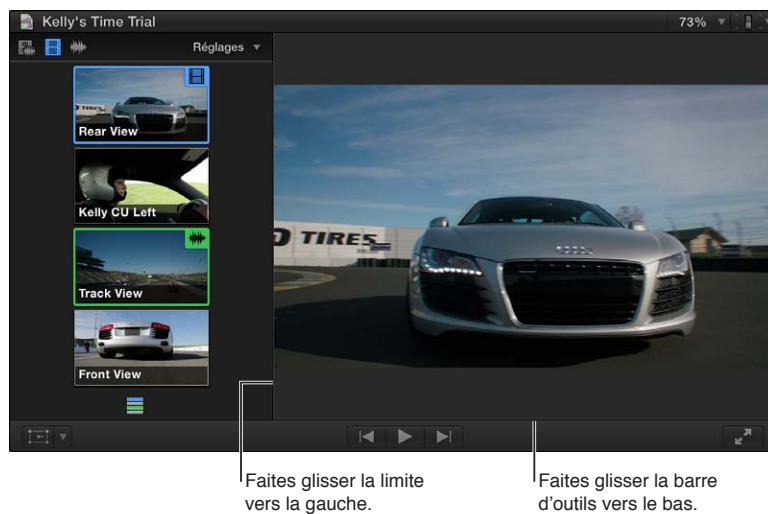 Kelly's Time Trial
73%
Réglages
Rear View
Kelly CU Left
Track View
Front View
TIRES
Faites glisser la limite
vers la gauche.
Faites glisser la barre
d'outils vers le bas.